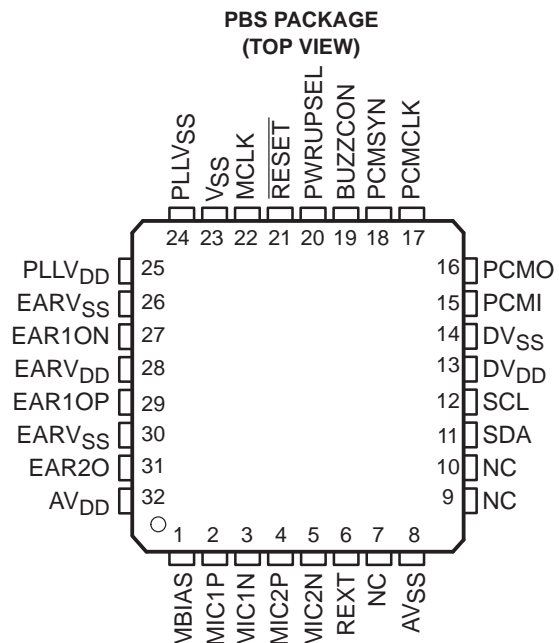 PBS PACKAGE
(TOP VIEW)
PLLVSS
VSS
MCLK
RESET
PWRUPSEL
BUZZCON
PCMSYN
PCMCLK
24 23 22 21 20 19 18 17
PLLVDD 25 16 PCMO
EARVSS 26 15 PCMI
EAR1ON 27 14 DVSS
EARVDD 28 13 DVDD
EAR1OP 29 12 SCL
EARVSS 30 11 SDA
EAR2O 31 10 NC
AVDD 32 9 NC
1 2 3 4 5 6 7 8
MBIAS
MIC1P
MIC1N
MIC2P
MIC2N
REXT
NC
AVSS